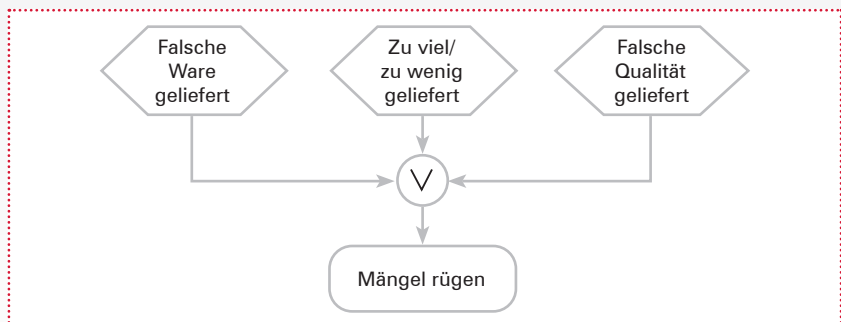 Falsche
Ware
geliefert
Zu viel/
zu wenig
geliefert
Falsche
Qualität
geliefert
V
Mängel rügen